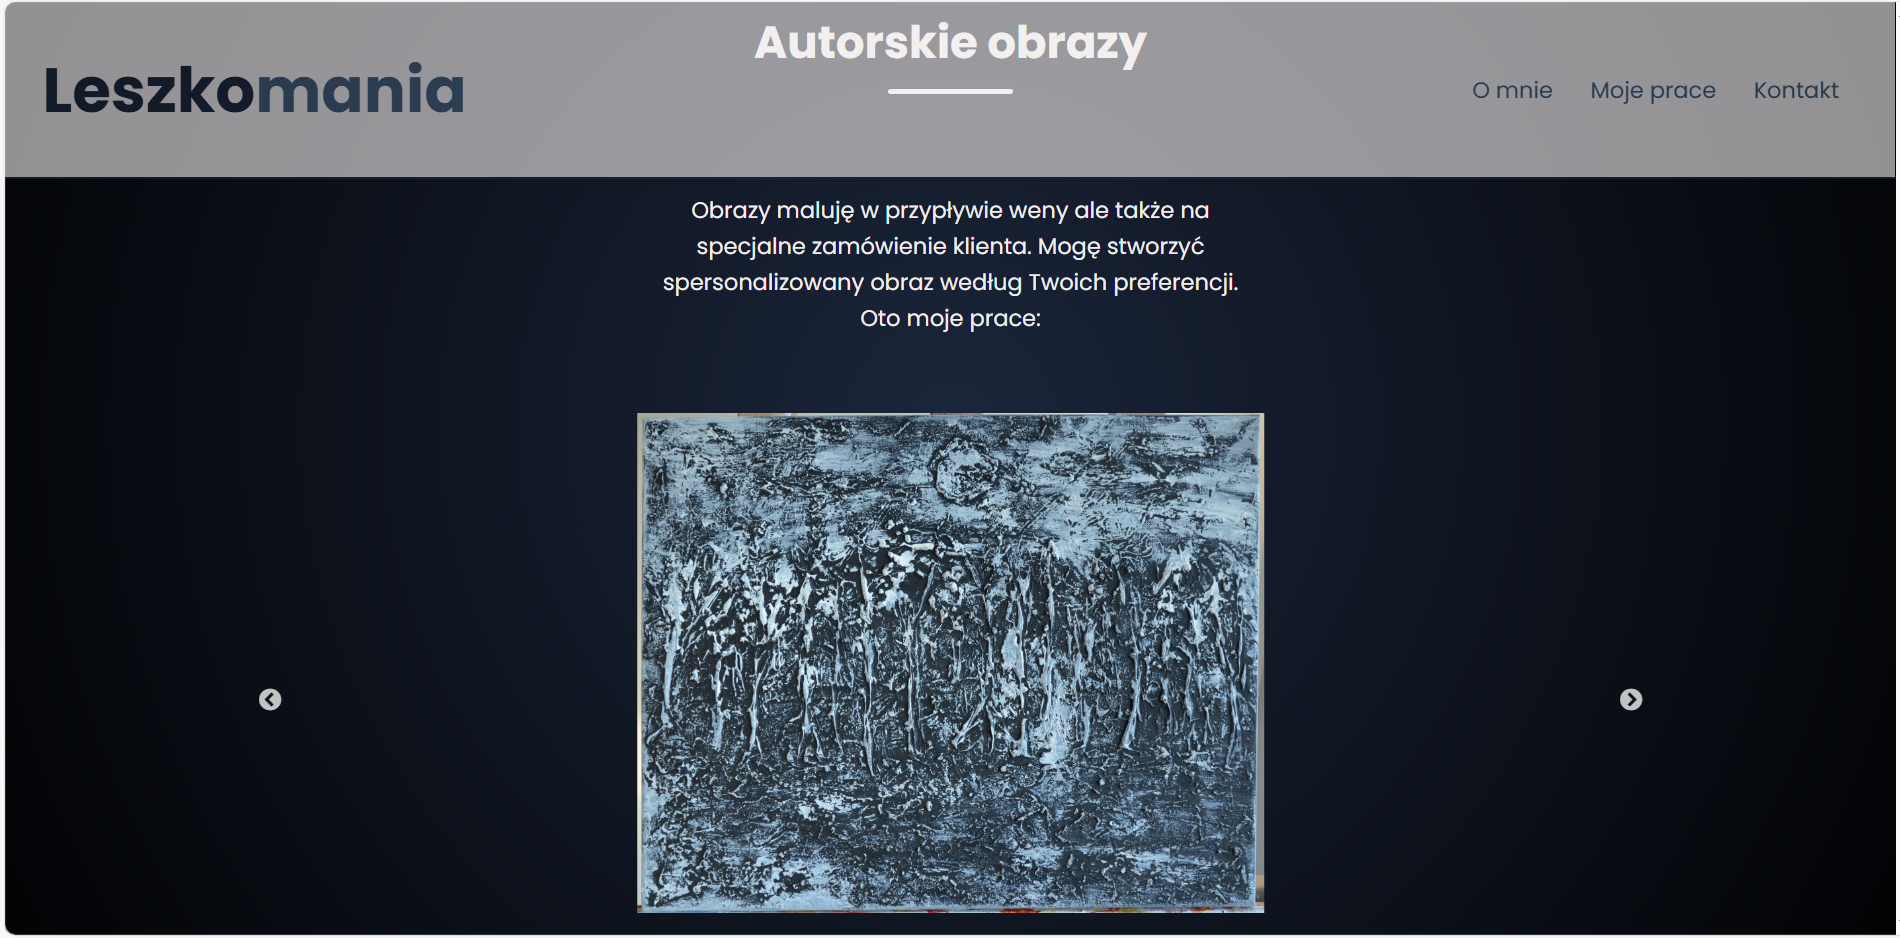 Autorskie obrazy
Leszkomania
O mnie Moje prace Kontakt
Obrazy maluję w przypływie weny ale także na
specjalne zamówienie klienta. Mogę stworzyć
spersonalizowany obraz według Twoich preferencji.
Oto moje prace: